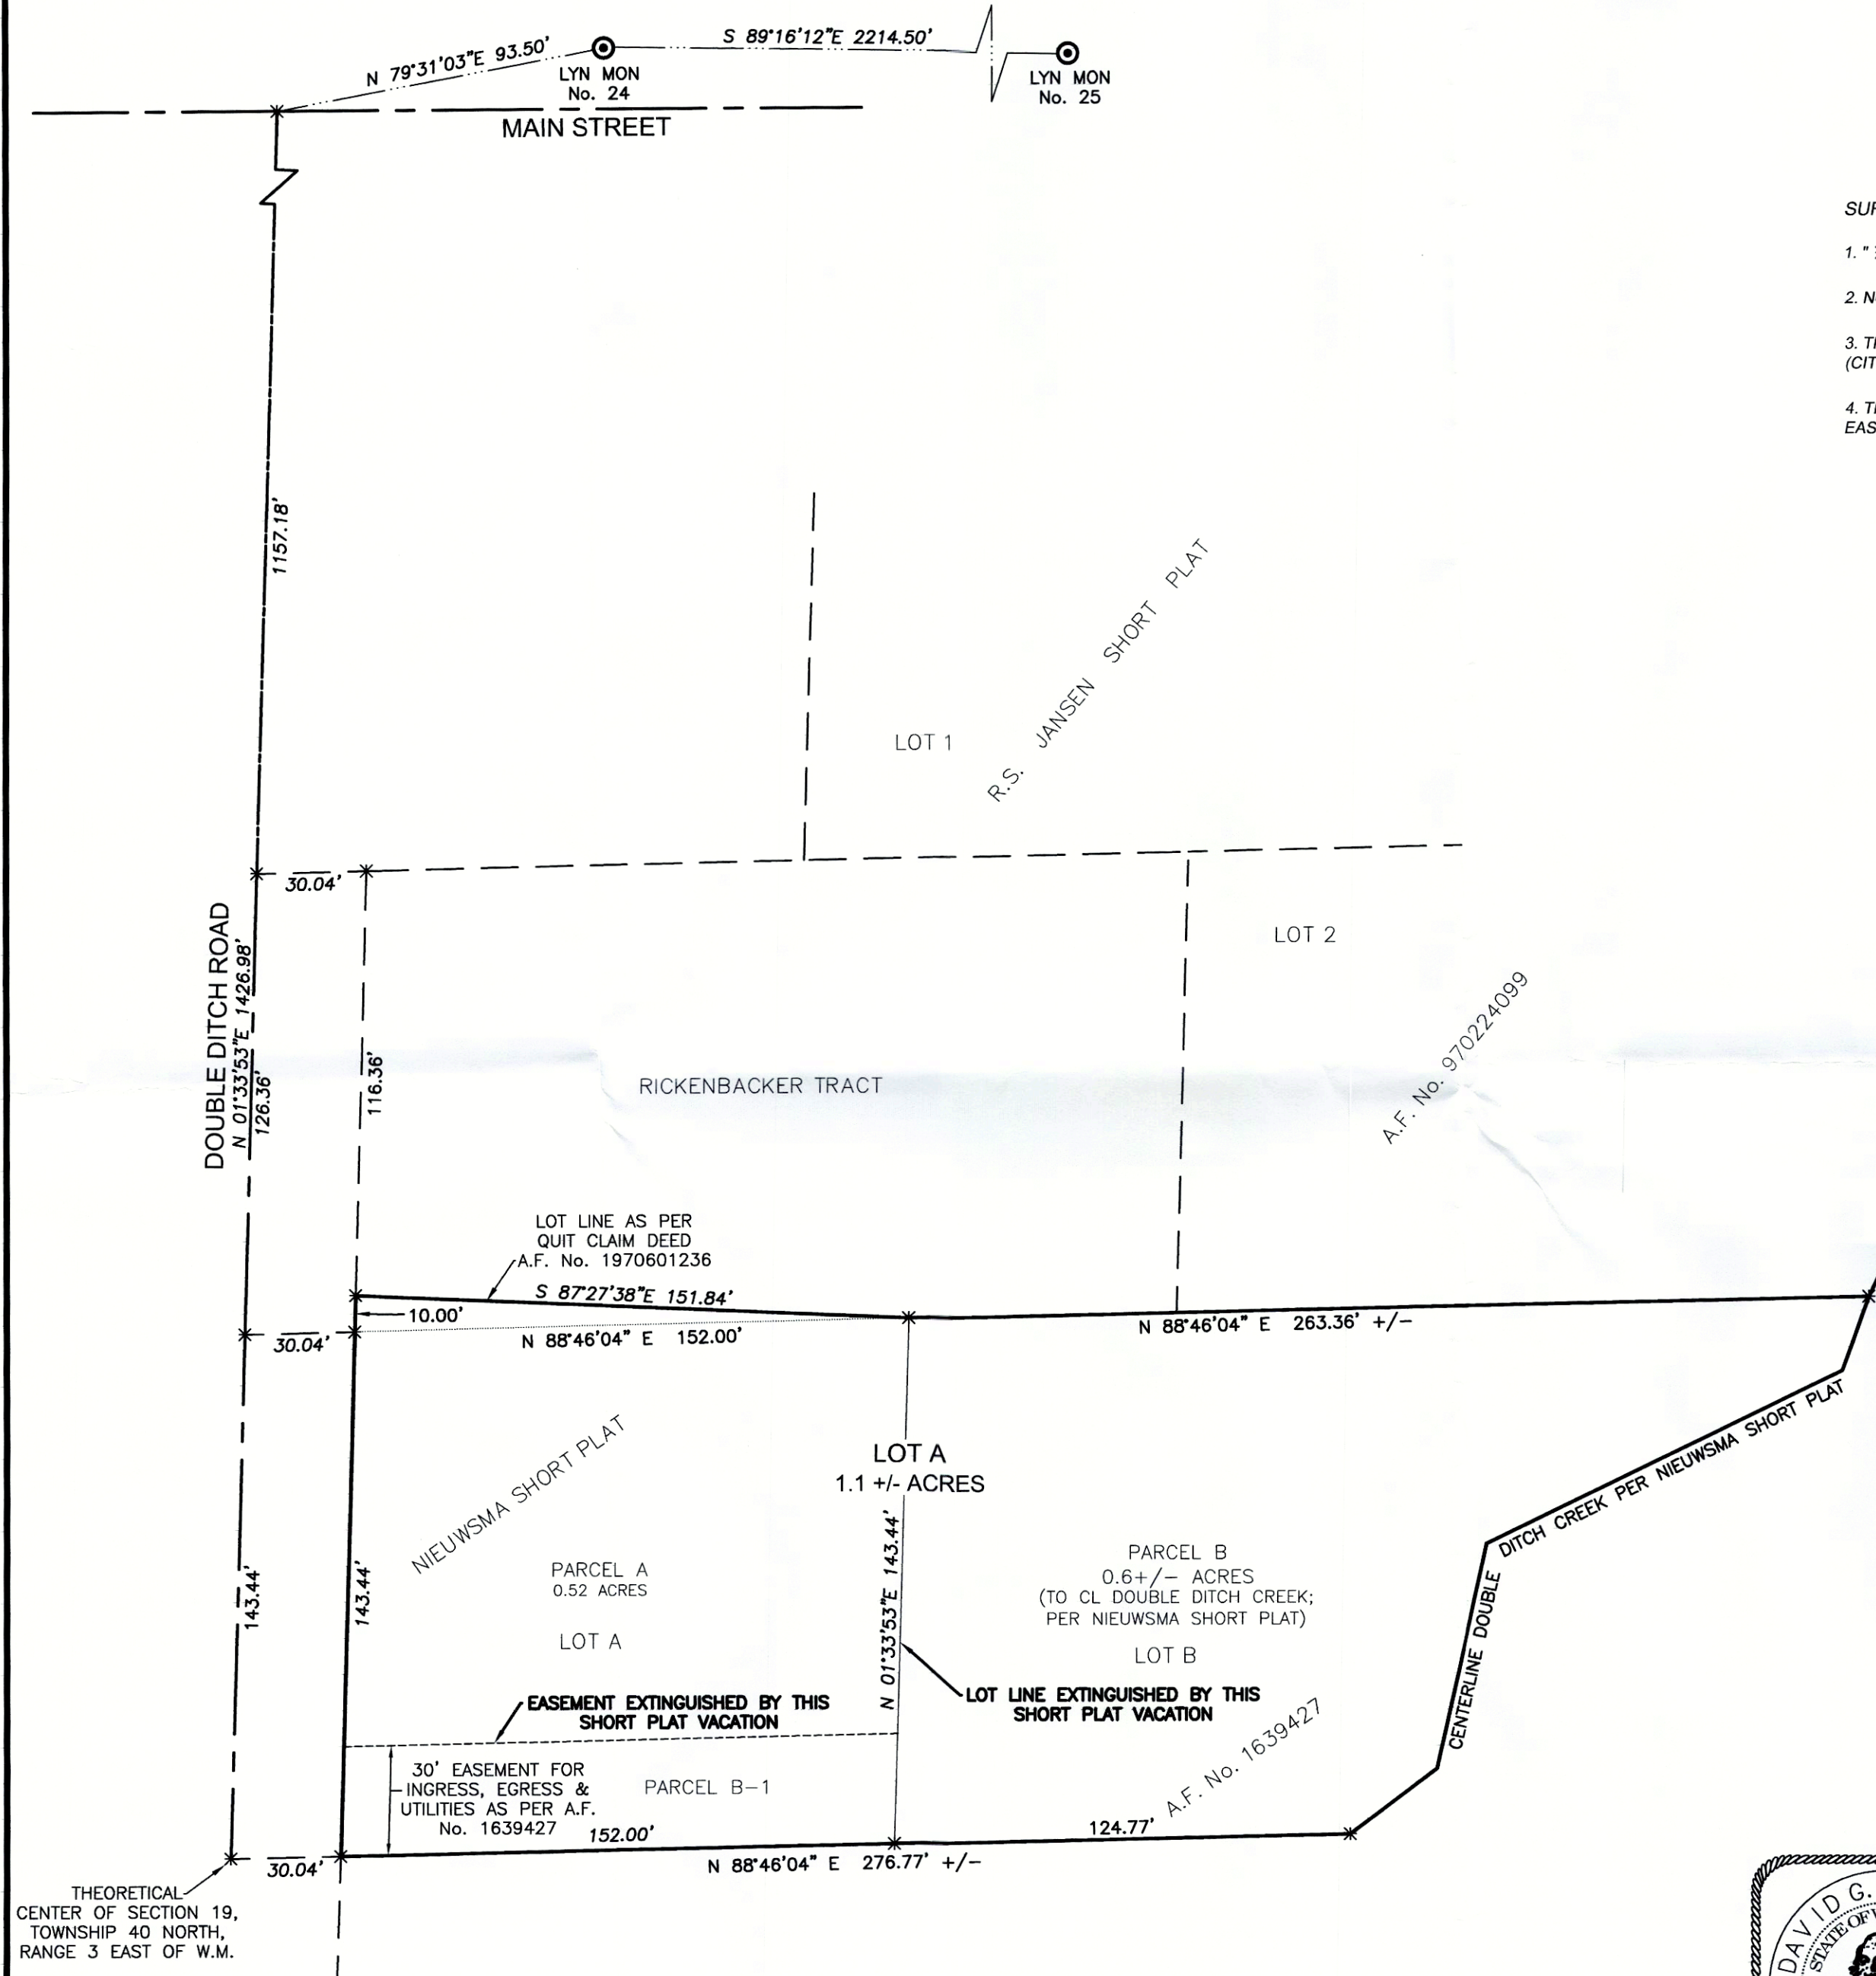 N 79°31'03"E 93.50'
S 89°16'12"E 2214.50'
LYN MON
No. 24
LYN MON
No. 25
MAIN STREET
1.
2. N
4.
EAS
1157.18'
LOT 1
R.S. JANSEN SHORT PLAT
30.04'
DOUBLE DITCH ROAD
N 01°33'53"E 1426.98'
126.36'
116.36'
LOT 2
A.F. No. 970224099
RICKENBACKER TRACT
LOT LINE AS PER
QUIT CLAIM DEED
A.F. No. 1970601236
S 87°27'38"E 151.84'
10.00'
30.04'
N 88°46'04" E 152.00'
N 88°46'04" E 263.36' +/-
NIEUWSMA SHORT PLAT
LOT A
1.1 +/- ACRES
N 01°33'53"E 143.44'
143.44'
143.44'
PARCEL A
0.52 ACRES
LOT A
PARCEL B
0.6+/- ACRES
(TO CL DOUBLE DITCH CREEK;
PER NIEUWSMA SHORT PLAT)
LOT B
CENTERLINE DOUBLE DITCH CREEK PER NIEUWSMA SHORT PLAT
EASEMENT EXTINGUISHED BY THIS
SHORT PLAT VACATION
LOT LINE EXTINGUISHED BY THIS
SHORT PLAT VACATION
A.F. No. 1639427
30' EASEMENT FOR
INGRESS, EGRESS &
UTILITIES AS PER A.F.
No. 1639427
PARCEL B-1
152.00'
124.77'
30.04'
N 88°46'04" E 276.77' +/-
THEORETICAL
CENTER OF SECTION 19,
TOWNSHIP 40 NORTH,
RANGE 3 EAST OF W.M.
DAVID G.
STATE OF